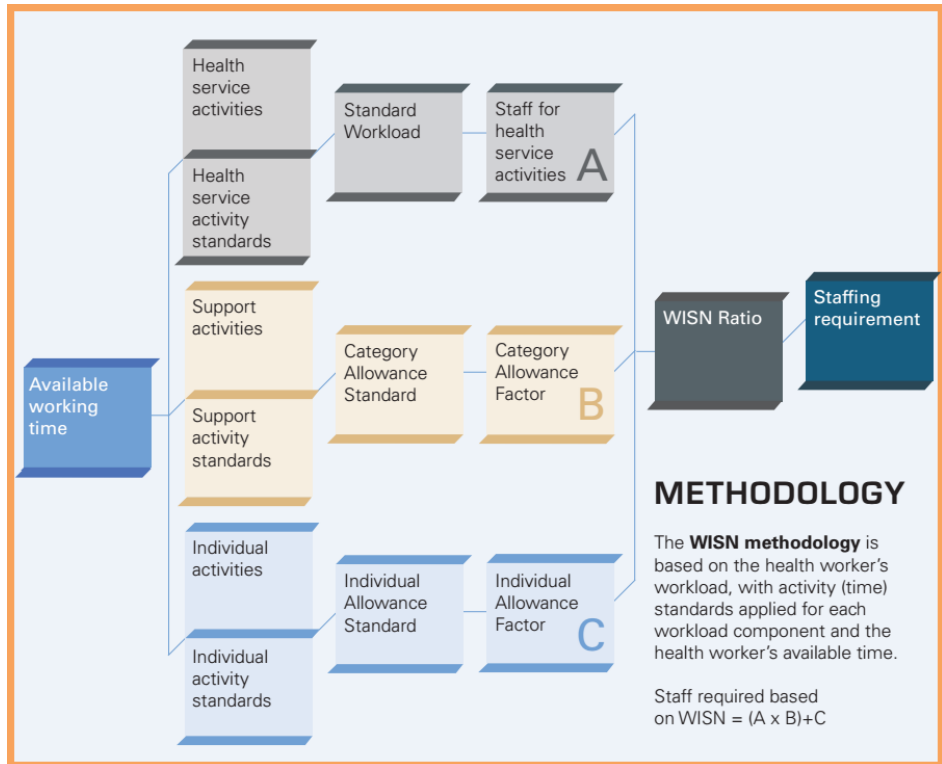 Health
service
activities
Health
service
activity
standards
Standard
Workload
Staff for
health
service
activities A
Support
activities
Support
activity
standards
Category
Allowance
Standard
Category
Allowance
Factor B
Available
working
time
WISN Ratio
Staffing
requirement
Individual
activities
Individual
activity
standards
Individual
Allowance
Standard
Individual
Allowance
Factor C
METHODOLOGY
The WISN methodology is
based on the health worker's
workload, with activity (time)
standards applied for each
workload component and the
health worker's available time.
Staff required based
on WISN = (A x B)+C